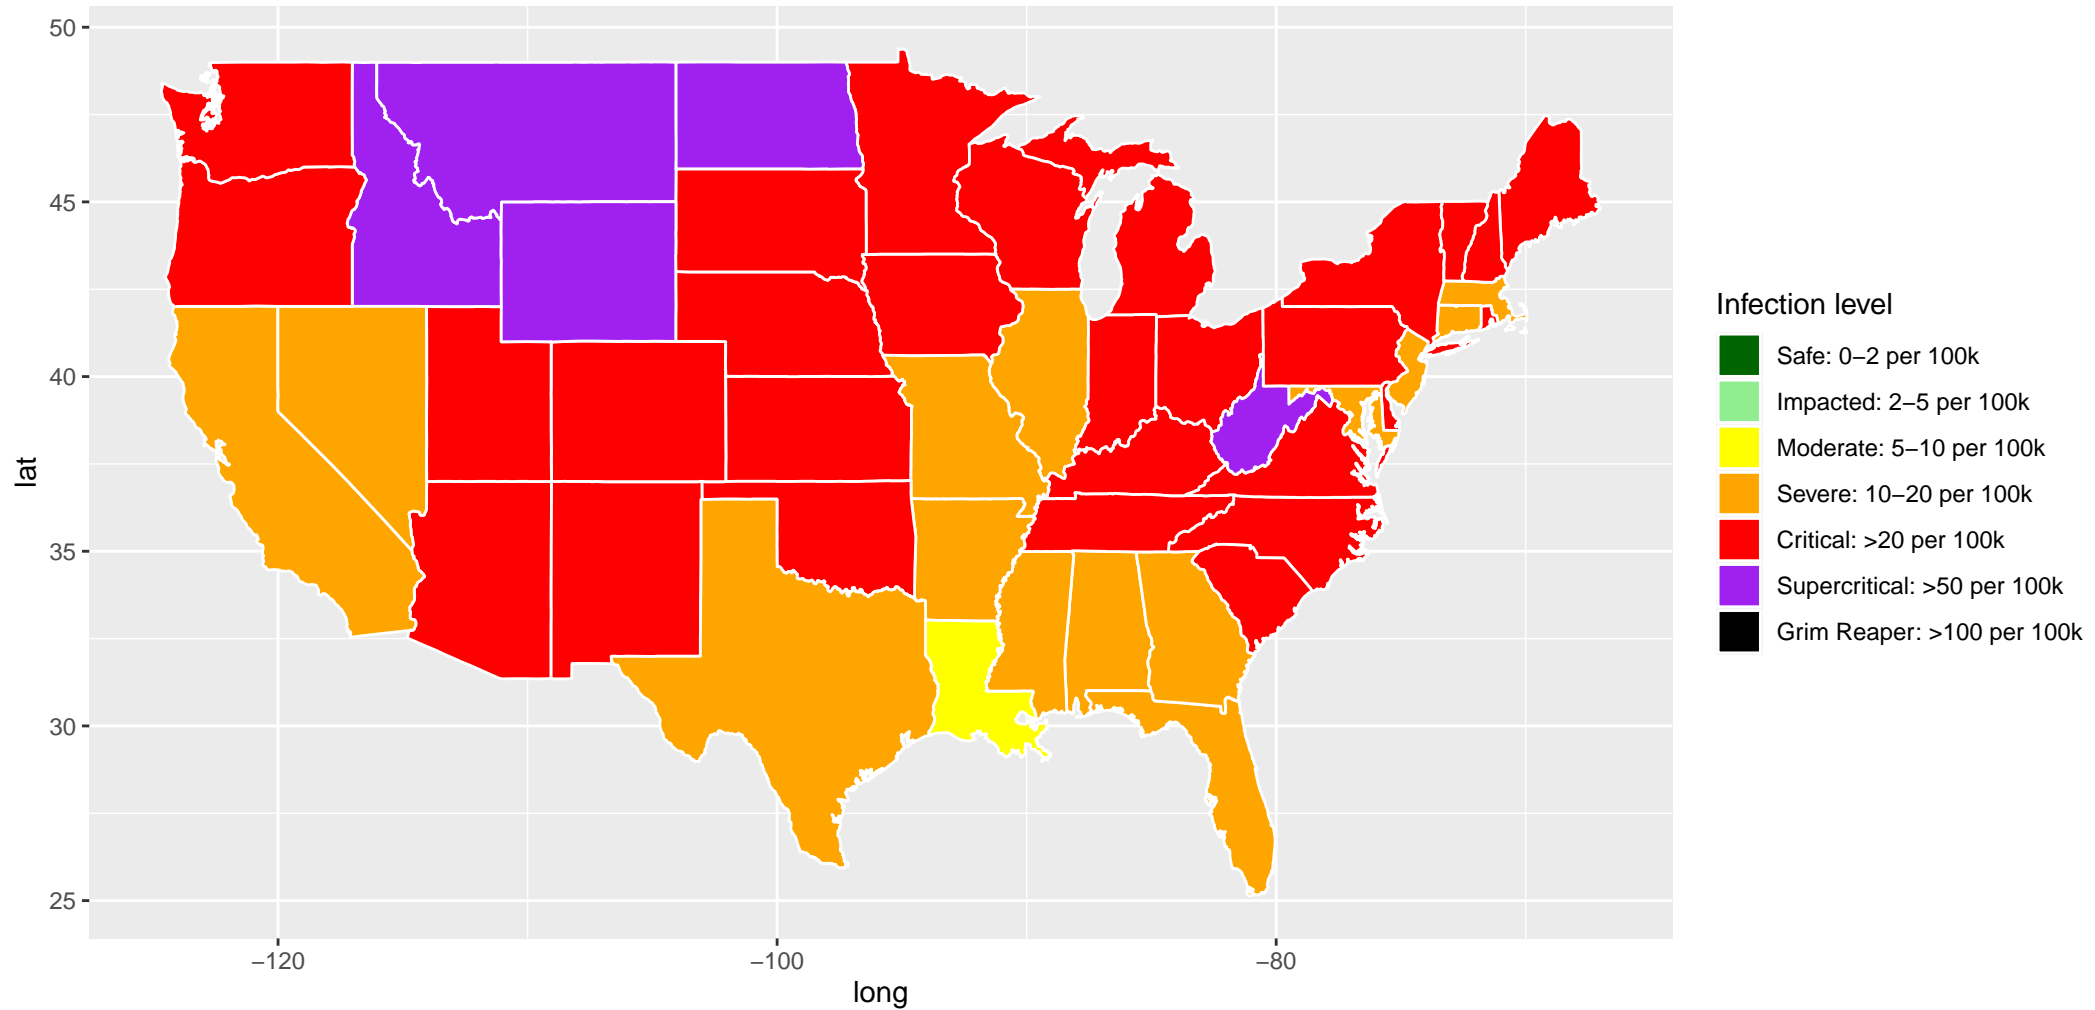 50
45
40
35
30
25
lat
−120
−100
−80
long
Infection level
Safe: 0−2 per 100k
Impacted: 2−5 per 100k
Moderate: 5−10 per 100k
Severe: 10−20 per 100k
Critical: >20 per 100k
Supercritical: >50 per 100k
Grim Reaper: >100 per 100k